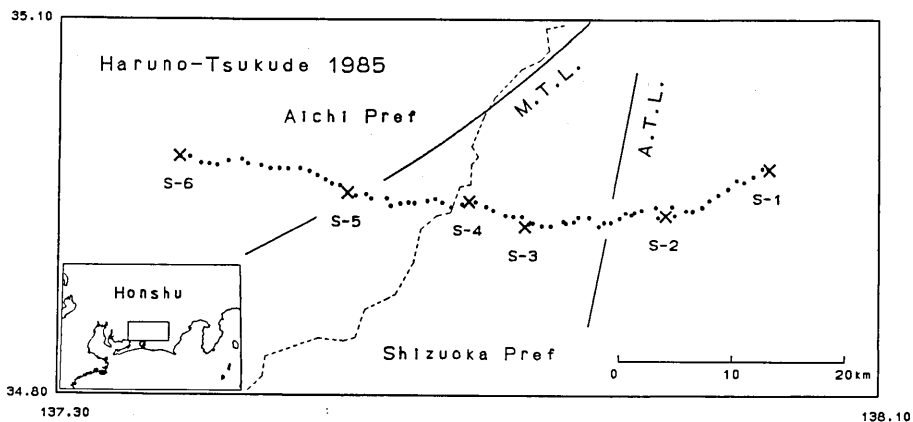 35.10
Haruno-Tsukude 1985
Aichi Pref
M.T.L.
A.T.L.
S-6
S-5
S-4
S-3
S-2
S-1
Honshu
Shizuoka Pref
0 10 20km
34.80
137.30
138.10